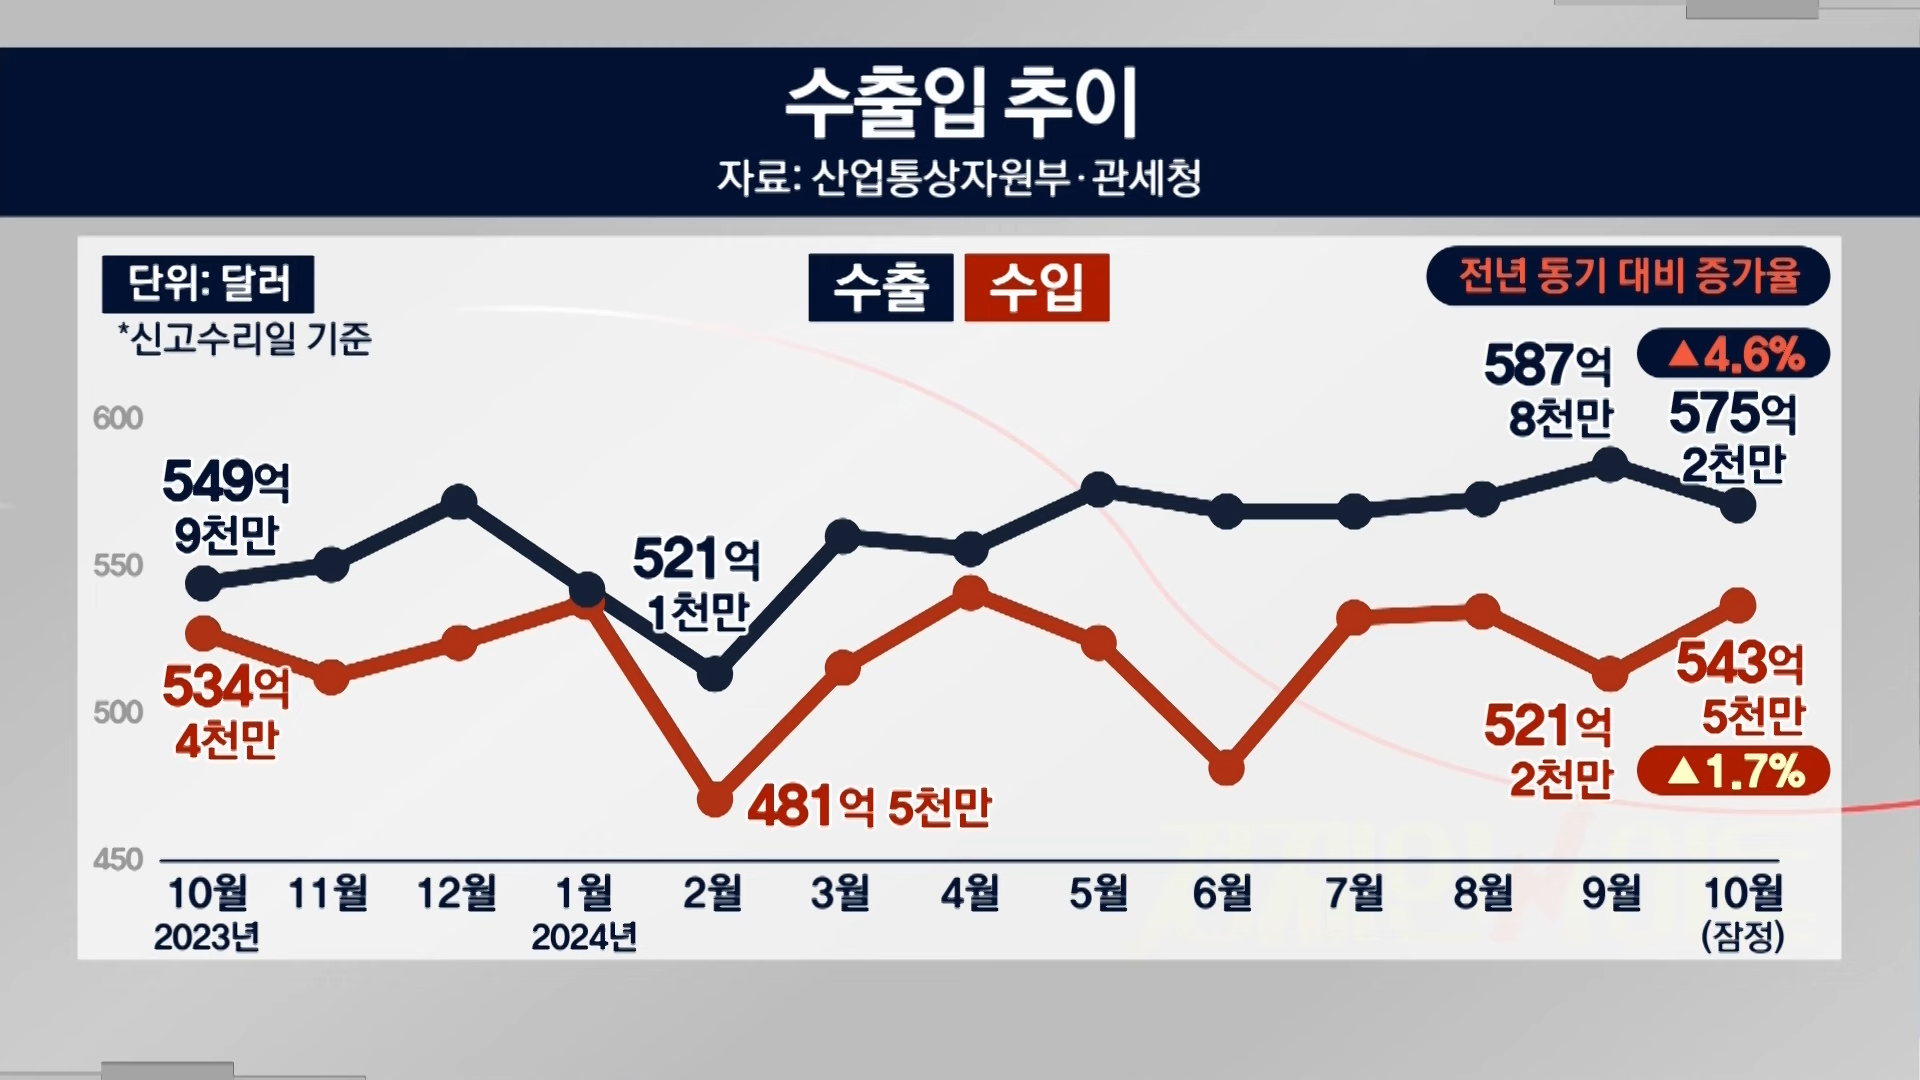 수출입 추이
자료: 산업통상자원부·관세청
단위: 달러
*신고수리일 기준
수출
수입
전년 동기 대비 증가율
600
550
500
450
549억
9천만
534억
4천만
521억
1천만
481억 5천만
587억
8천만
▲4.6%
575억
2천만
521억
2천만
543억
5천만
▲1.7%
10월 11월 12월 1월 2월 3월 4월 5월 6월 7월 8월 9월 10월
2023년 2024년 (잠정)